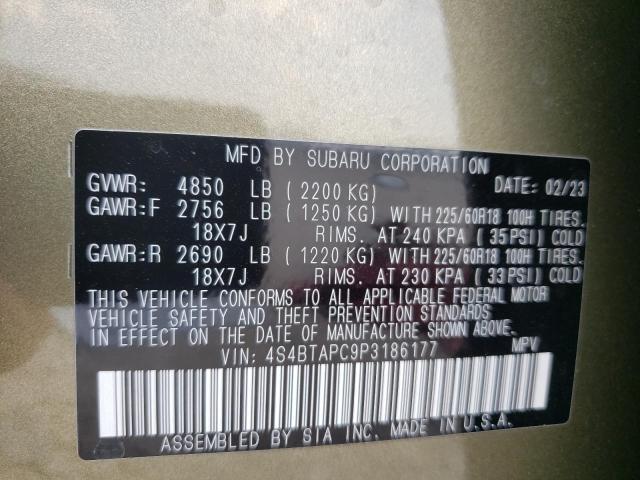 MFD BY SUBARU CORPORATION DATE: 02/23
GVWR: 4850 LB (2200 KG)
GAWR:F 2756 LB (1250 KG) WITH 225/60R18 100H TIRES.
18X7J RIMS. AT 240 KPA (35 PSI) COLD
GAWR:R 2690 LB (1220 KG) WITH 225/60R18 100H TIRES.
18X7J RIMS. AT 230 KPA (33 PSI) COLD
THIS VEHICLE CONFORMS TO ALL APPLICABLE FEDERAL MOTOR
VEHICLE SAFETY AND THEFT PREVENTION STANDARDS
IN EFFECT ON THE DATE OF MANUFACTURE SHOWN ABOVE.
VIN: 4S4BTAPC9P3186177 MPV
ASSEMBLED BY SIA INC. MADE IN U.S.A.